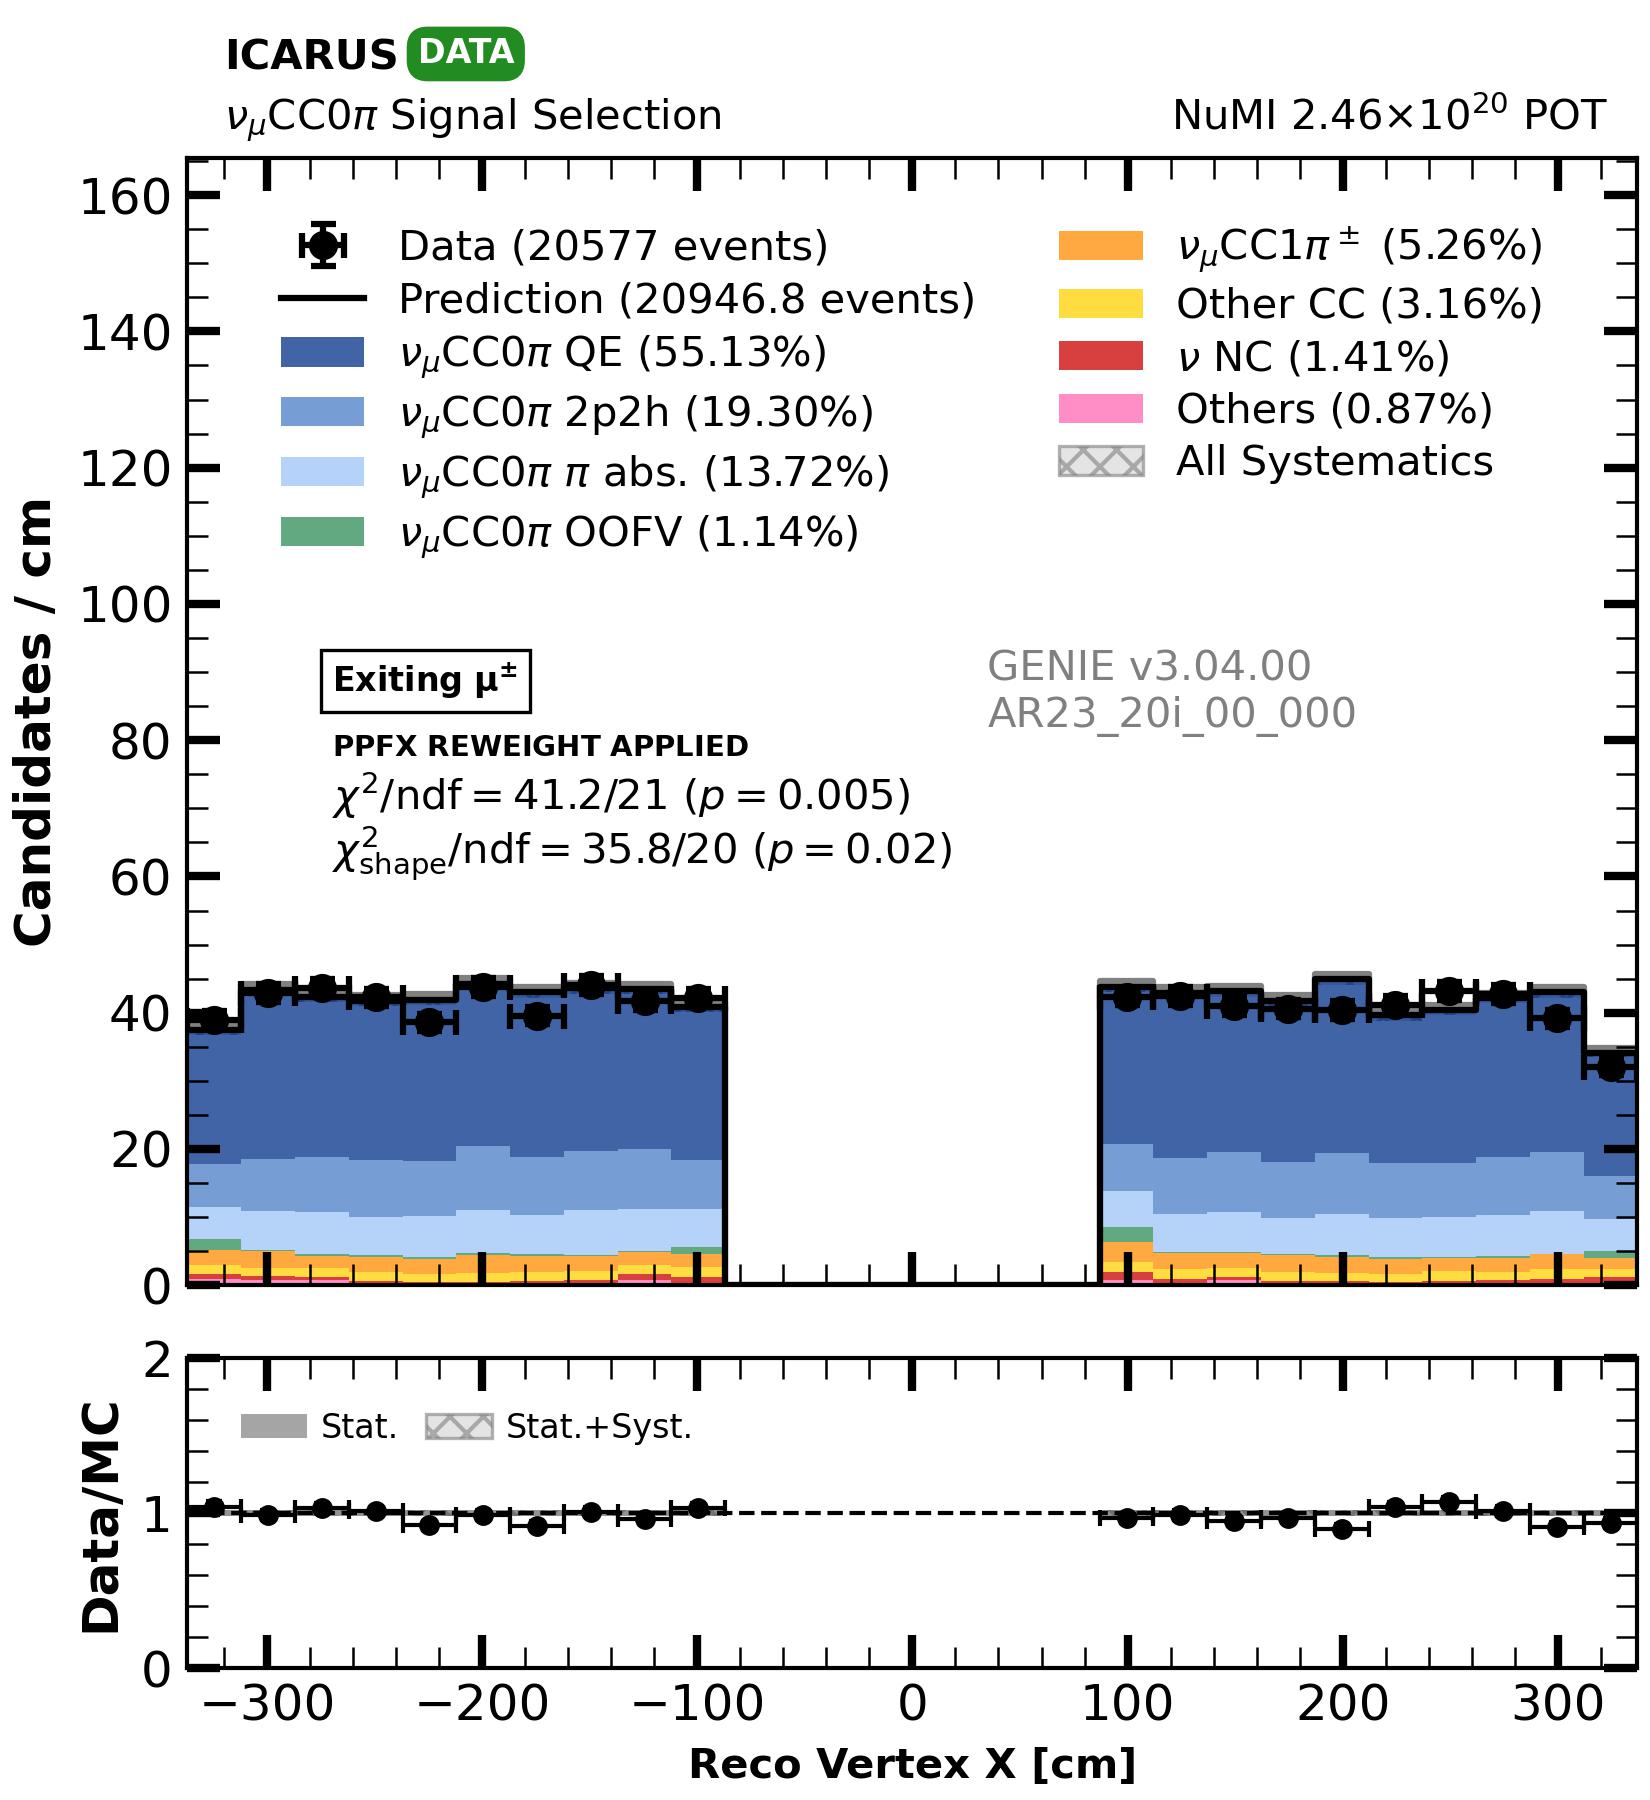 ICARUS DATA
νμCC0π Signal Selection
NuMI 2.46×10²⁰ POT
160
140
120
100
80
60
40
20
0
Candidates / cm
Data (20577 events)
Prediction (20946.8 events)
νμCC0π QE (55.13%)
νμCC0π 2p2h (19.30%)
νμCC0π π abs. (13.72%)
νμCC0π OOFV (1.14%)
νμCC1π± (5.26%)
Other CC (3.16%)
ν NC (1.41%)
Others (0.87%)
All Systematics
Exiting μ±
PPFX REWEIGHT APPLIED
χ²/ndf = 41.2/21 (p = 0.005)
χ²shape/ndf = 35.8/20 (p = 0.02)
GENIE v3.04.00
AR23_20i_00_000
2
1
0
Data/MC
Stat. Stat.+Syst.
−300 −200 −100 0 100 200 300
Reco Vertex X [cm]